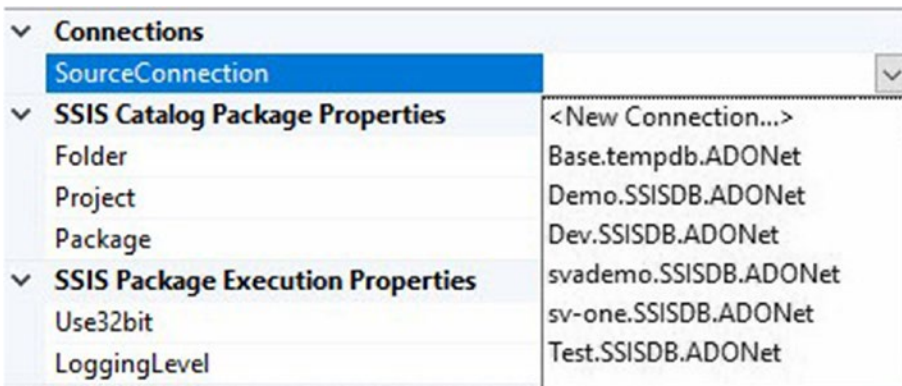 Connections
SourceConnection
SSIS Catalog Package Properties
<New Connection...>
Folder
Base.tempdb.ADONet
Project
Demo.SSISDB.ADONet
Package
Dev.SSISDB.ADONet
SSIS Package Execution Properties
svademo.SSISDB.ADONet
Use32bit
sv-one.SSISDB.ADONet
LoggingLevel
Test.SSISDB.ADONet